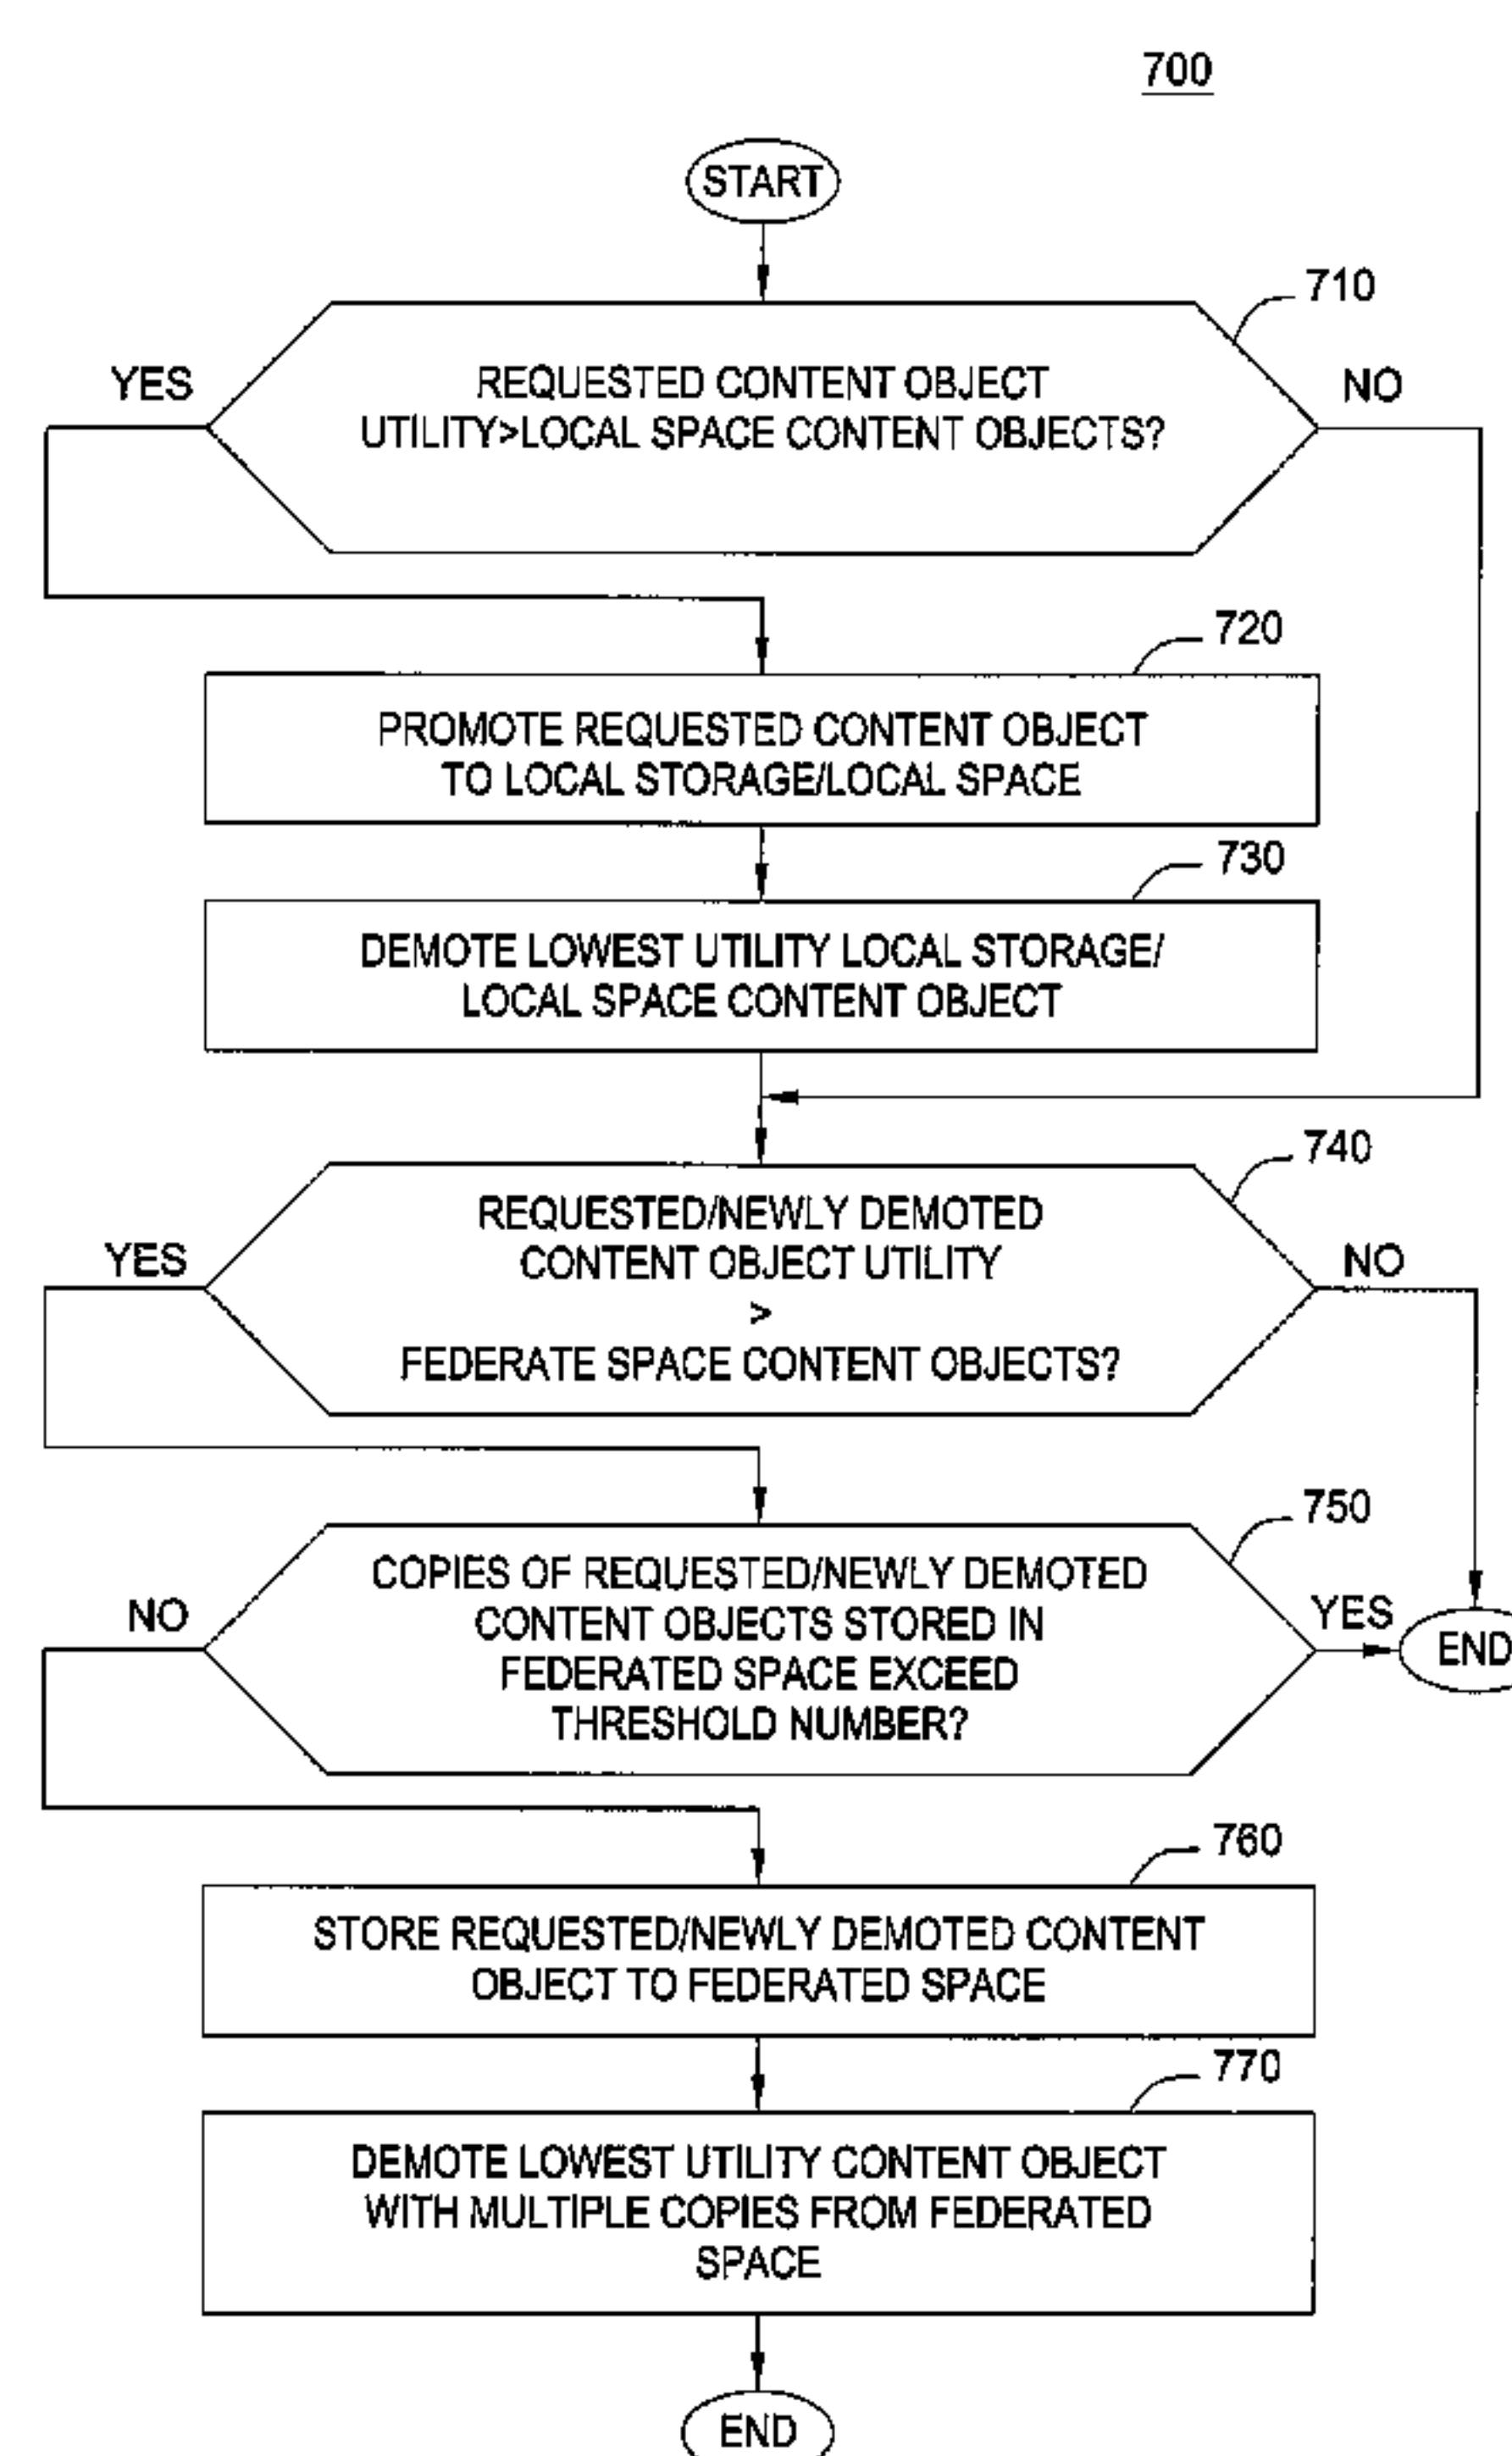 700
START
710
YES
NO
REQUESTED CONTENT OBJECT
UTILITY>LOCAL SPACE CONTENT OBJECTS?
720
PROMOTE REQUESTED CONTENT OBJECT
TO LOCAL STORAGE/LOCAL SPACE
730
DEMOTE LOWEST UTILITY LOCAL STORAGE/
LOCAL SPACE CONTENT OBJECT
740
YES
NO
REQUESTED/NEWLY DEMOTED
CONTENT OBJECT UTILITY
>
FEDERATE SPACE CONTENT OBJECTS?
750
NO
YES
COPIES OF REQUESTED/NEWLY DEMOTED
CONTENT OBJECTS STORED IN
FEDERATED SPACE EXCEED
THRESHOLD NUMBER?
END
760
STORE REQUESTED/NEWLY DEMOTED CONTENT
OBJECT TO FEDERATED SPACE
770
DEMOTE LOWEST UTILITY CONTENT OBJECT
WITH MULTIPLE COPIES FROM FEDERATED
SPACE
END